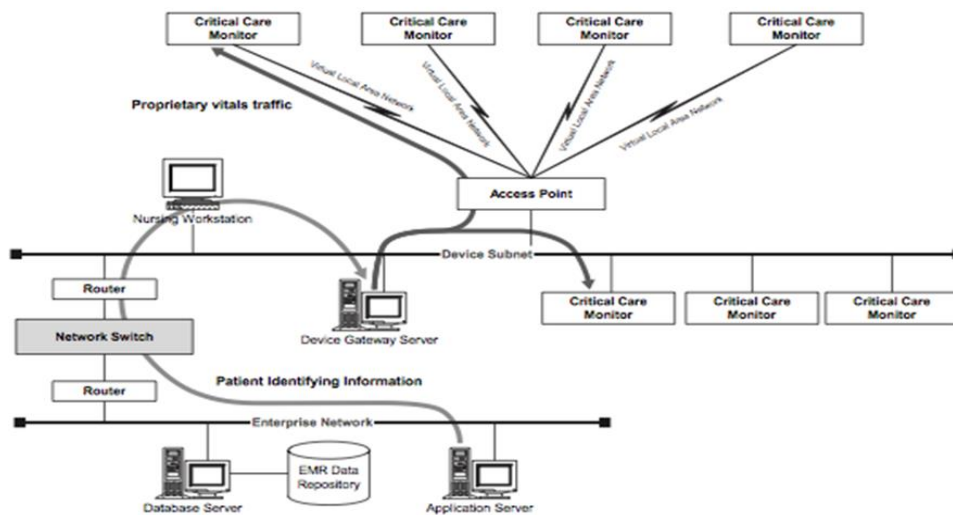 Critical Care
Monitor
Critical Care
Monitor
Critical Care
Monitor
Critical Care
Monitor
Virtual Local Area Network
Virtual Local Area Network
Virtual Local Area Network
Virtual Local Area Network
Proprietary vitals traffic
Access Point
Nursing Workstation
Device Subnet
Router
Critical Care
Monitor
Critical Care
Monitor
Critical Care
Monitor
Network Switch
Device Gateway Server
Router
Patient Identifying Information
Enterprise Network
EMR Data
Repository
Database Server
Application Server